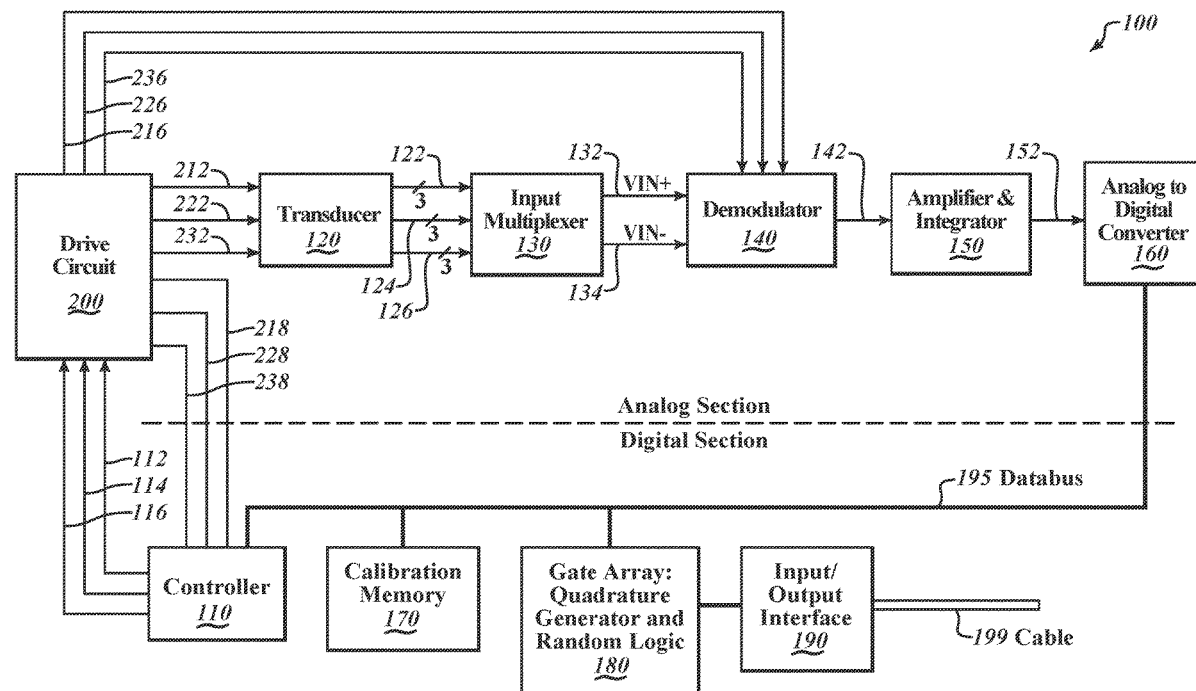 100
236
226
216
212
222
232
Drive
Circuit
200
Transducer
120
122
3
124
3
126
3
Input
Multiplexer
130
132
VIN+
VIN-
134
Demodulator
140
142
Amplifier &
Integrator
150
152
Analog to
Digital
Converter
160
218
228
238
Analog Section
Digital Section
112
114
116
195 Databus
Controller
110
Calibration
Memory
170
Gate Array:
Quadrature
Generator and
Random Logic
180
Input/
Output
Interface
190
199 Cable